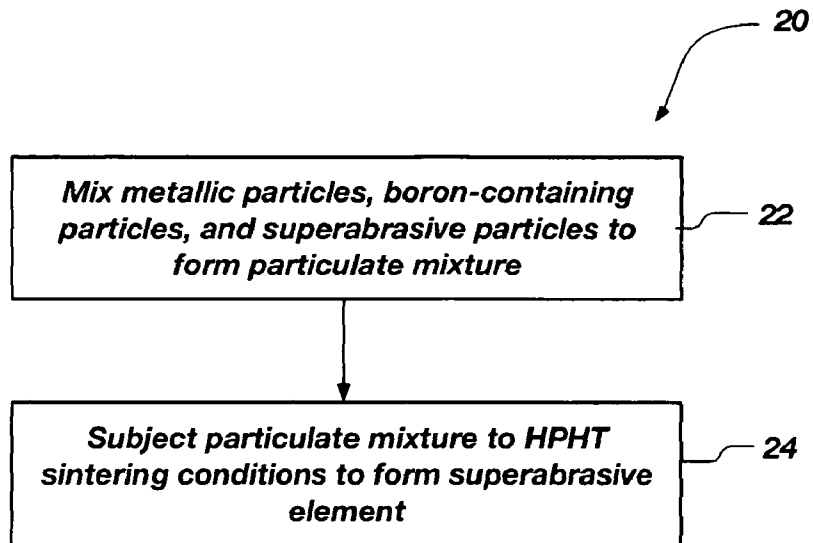 20
Mix metallic particles, boron-containing
particles, and superabrasive particles to
form particulate mixture
22
Subject particulate mixture to HPHT
sintering conditions to form superabrasive
element
24